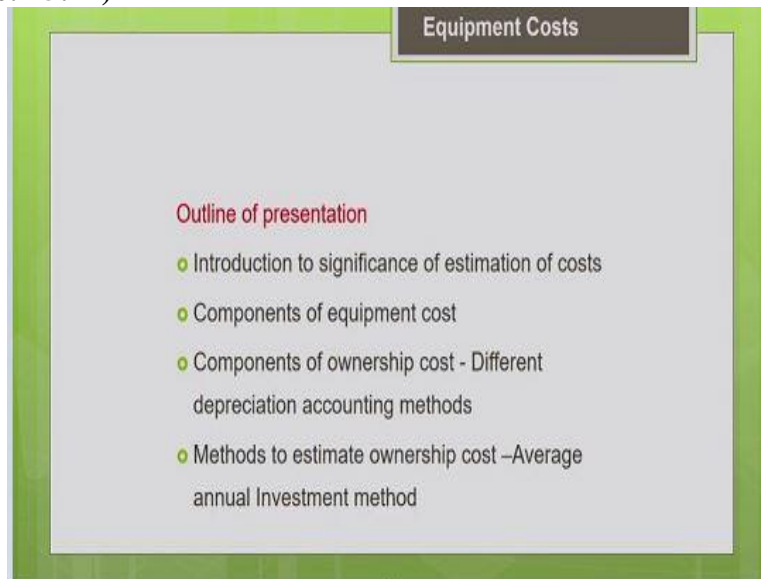 Equipment Costs
Outline of presentation
Introduction to significance of estimation of costs
Components of equipment cost
Components of ownership cost - Different
depreciation accounting methods
Methods to estimate ownership cost –Average
annual Investment method